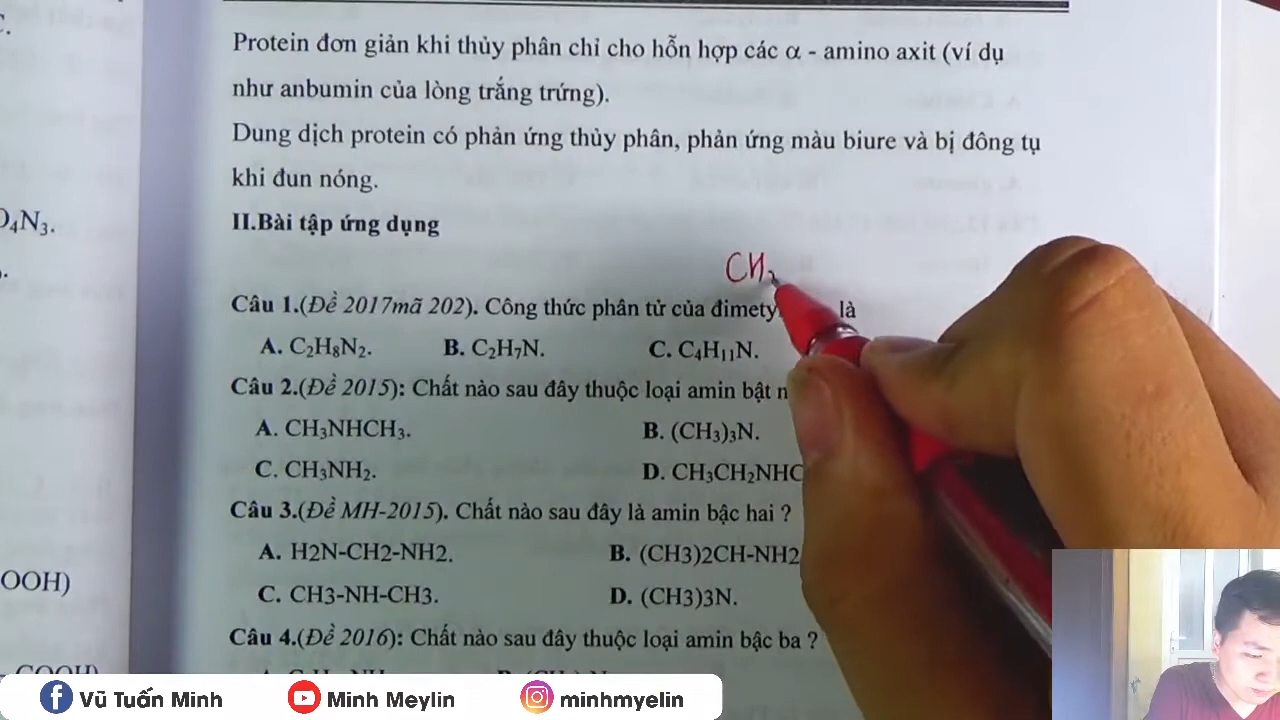 C.
Protein đơn giản khi thủy phân chỉ cho hỗn hợp các α - amino axit (ví dụ
như anbumin của lòng trắng trứng).
Dung dịch protein có phản ứng thủy phân, phản ứng màu biure và bị đông tụ
khi đun nóng.
O₄N₃.
II.Bài tập ứng dụng
CH₃
Câu 1.(Đề 2017mã 202). Công thức phân tử của đimety là
A. C₂H₈N₂. B. C₂H₇N. C. C₄H₁₁N.
Câu 2.(Đề 2015): Chất nào sau đây thuộc loại amin bật n
A. CH₃NHCH₃. B. (CH₃)₃N.
C. CH₃NH₂. D. CH₃CH₂NHC
Câu 3.(Đề MH-2015). Chất nào sau đây là amin bậc hai ?
A. H2N-CH2-NH2. B. (CH3)2CH-NH2
OOH)
C. CH3-NH-CH3. D. (CH3)3N.
Câu 4.(Đề 2016): Chất nào sau đây thuộc loại amin bậc ba ?
Vũ Tuấn Minh Minh Meylin minhmyelin